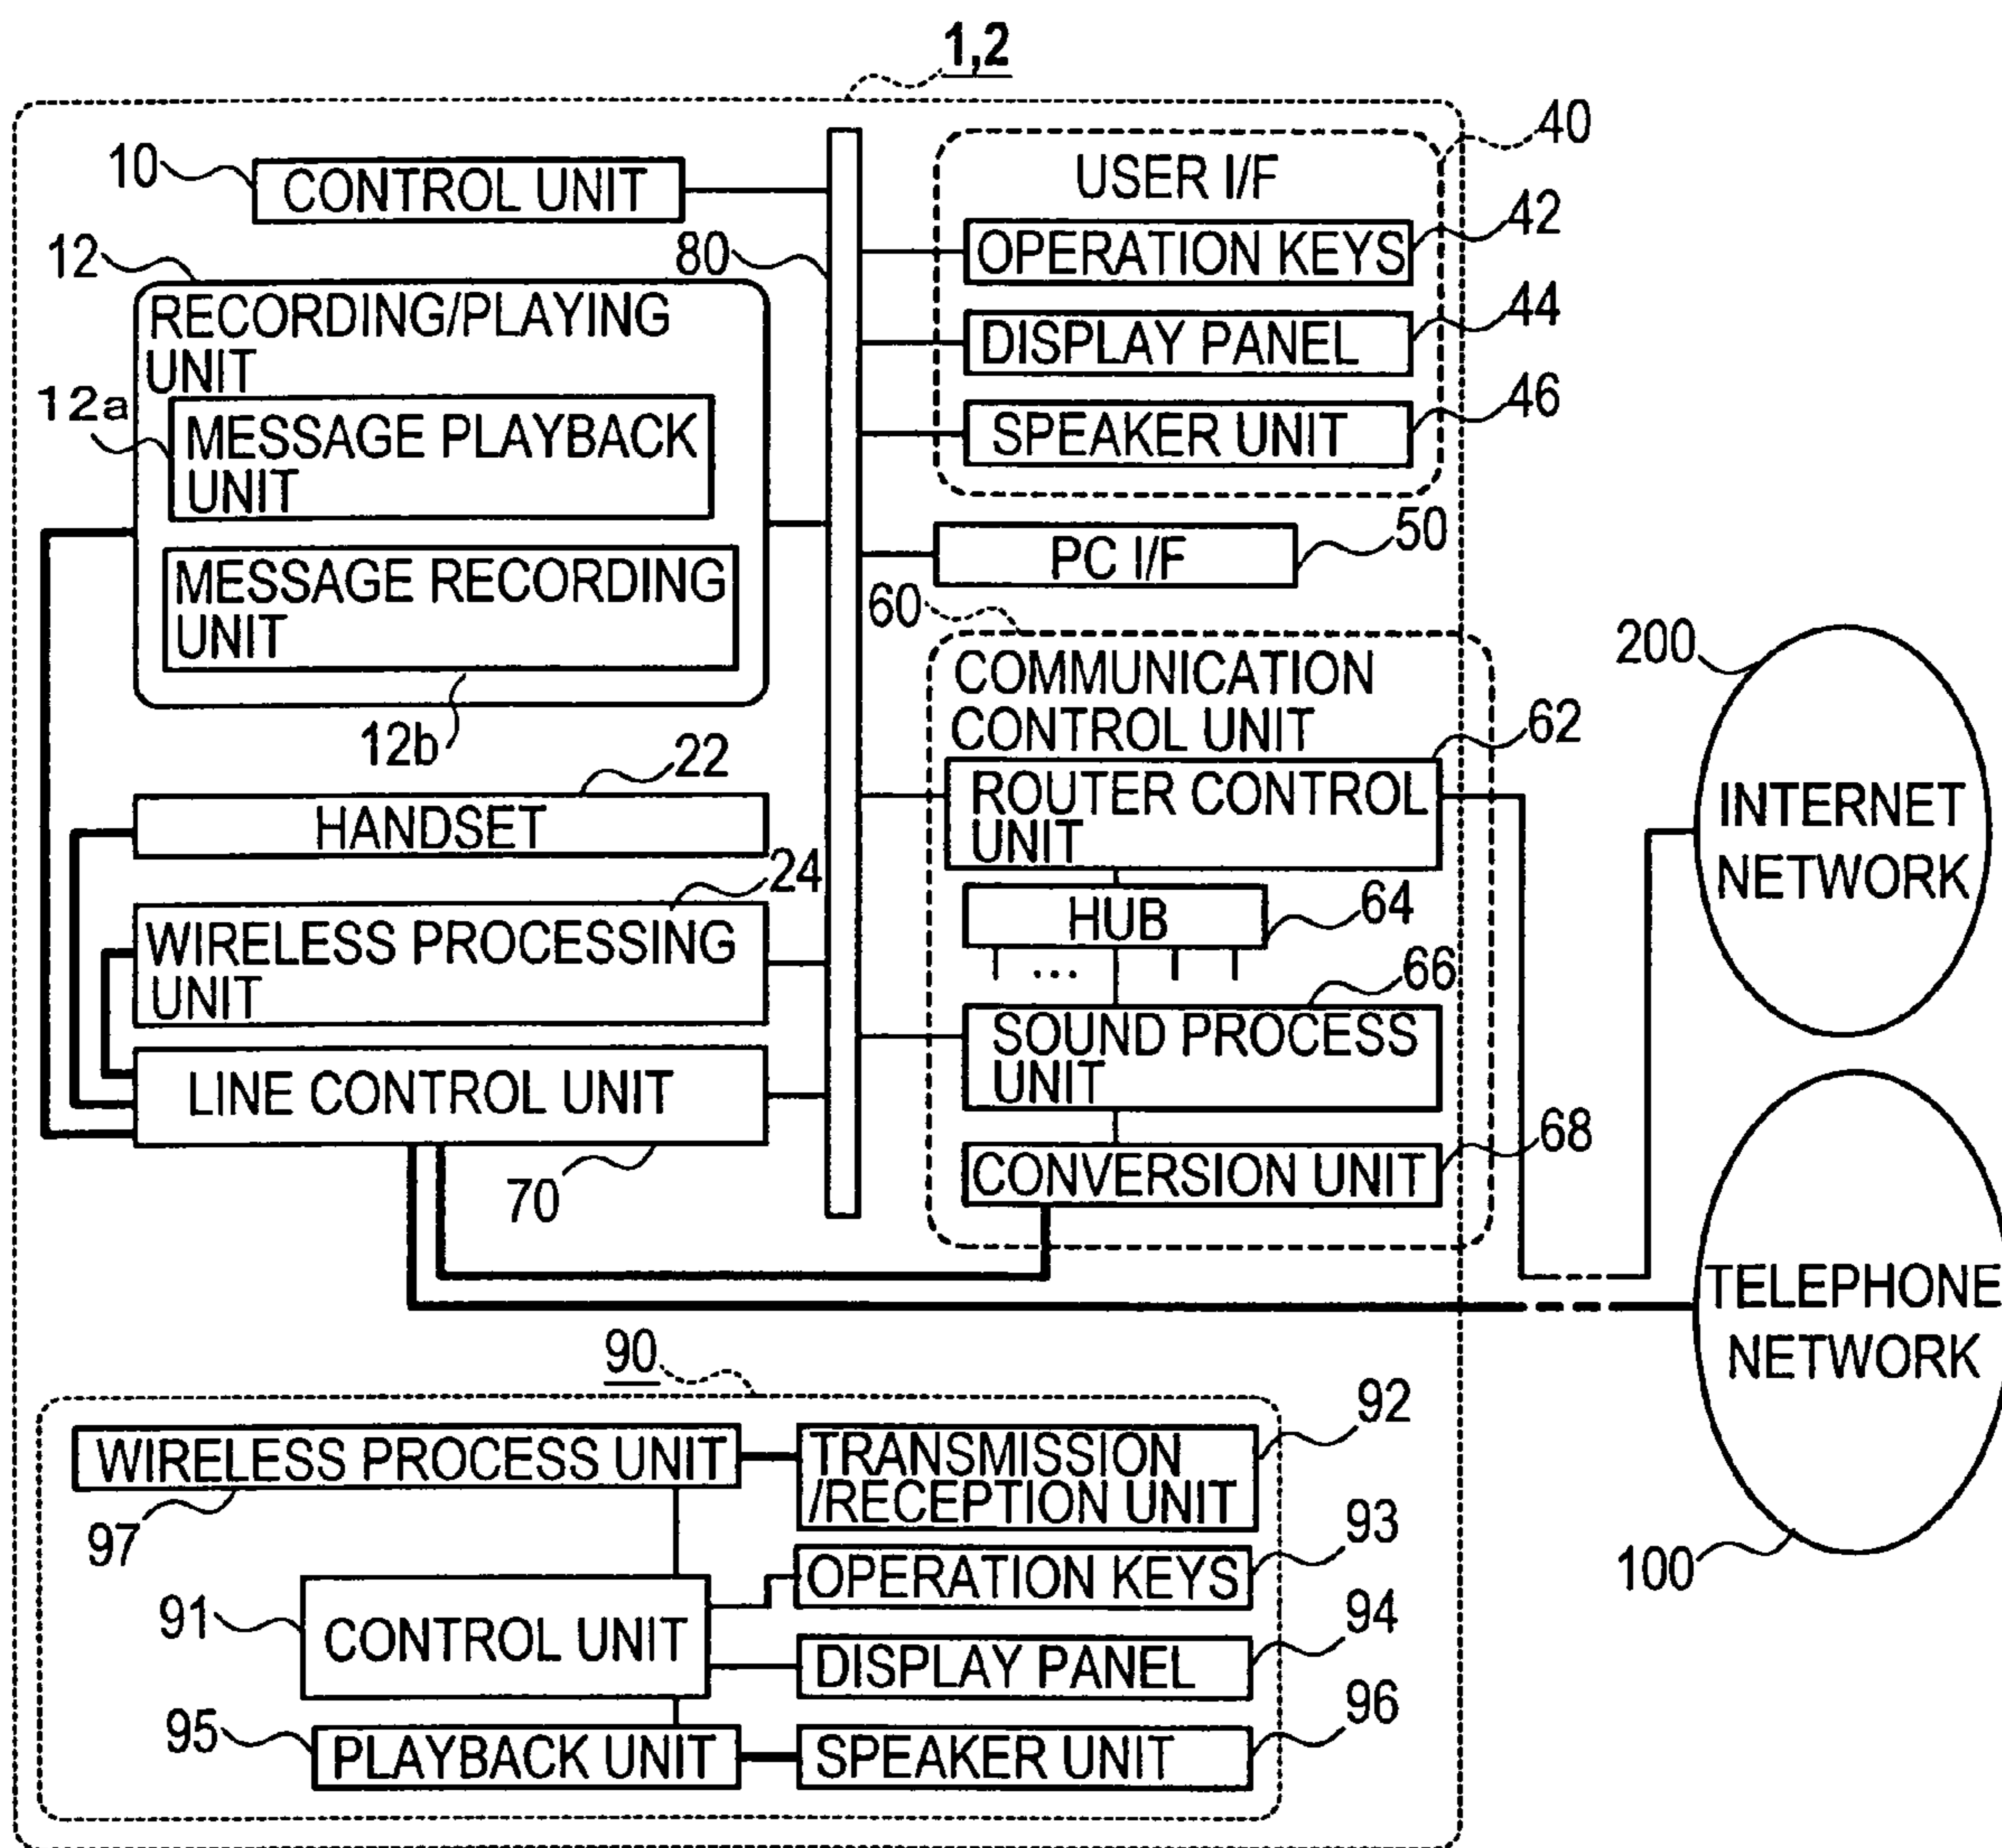 1,2
40
10
CONTROL UNIT
USER I/F
42
OPERATION KEYS
80
12
RECORDING/PLAYING
UNIT
44
DISPLAY PANEL
12a
MESSAGE PLAYBACK
UNIT
46
SPEAKER UNIT
50
PC I/F
MESSAGE RECORDING
UNIT
12b
60
COMMUNICATION
CONTROL UNIT
62
ROUTER CONTROL
UNIT
200
INTERNET
NETWORK
22
HANDSET
24
WIRELESS PROCESSING
UNIT
HUB
64
...
66
SOUND PROCESS
UNIT
LINE CONTROL UNIT
70
68
CONVERSION UNIT
TELEPHONE
NETWORK
100
90
92
WIRELESS PROCESS UNIT
97
TRANSMISSION
/RECEPTION UNIT
93
OPERATION KEYS
91
CONTROL UNIT
94
DISPLAY PANEL
95
PLAYBACK UNIT
96
SPEAKER UNIT